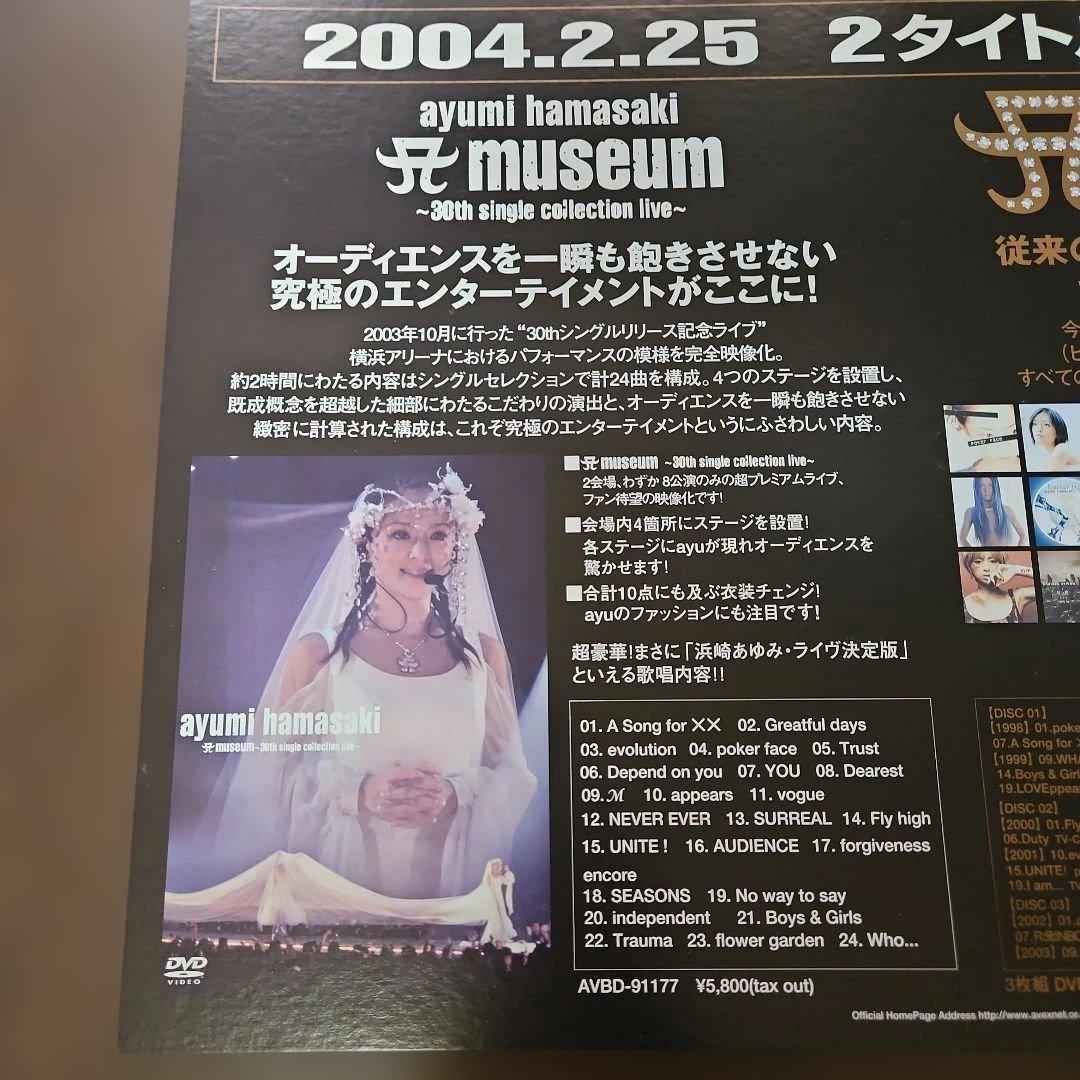 2004.2.25 2タイト
ayumi hamasaki
museum
~30th single collection live~
オーディエンスを一瞬も飽きさせない
究極のエンターテイメントがここに!
2003年10月に行った“30thシングルリリース記念ライブ”
横浜アリーナにおけるパフォーマンスの模様を完全映像化。
約2時間にわたる内容はシングルセレクションで計24曲を構成。4つのステージを設置し、
既成概念を超越した細部にわたるこだわりの演出と、オーディエンスを一瞬も飽きさせない
緻密に計算された構成は、これぞ究極のエンターテイメントというにふさわしい内容。
■ museum ~30th single collection live~
2会場、わずか8公演のみの超プレミアムライブ、
ファン待望の映像化です!
■会場内4箇所にステージを設置!
各ステージにayuが現れオーディエンスを
驚かせます!
■合計10点にも及ぶ衣装チェンジ!
ayuのファッションにも注目です!
超豪華!まさに「浜崎あゆみ・ライヴ決定版」
といえる歌唱内容!!
ayumi hamasaki
museum~30th single collection live~
DVD
VIDEO
01. A Song for ×× 02. Greatful days
03. evolution 04. poker face 05. Trust
06. Depend on you 07. YOU 08. Dearest
09. M 10. appears 11. vogue
12. NEVER EVER 13. SURREAL 14. Fly high
15. UNITE! 16. AUDIENCE 17. forgiveness
encore
18. SEASONS 19. No way to say
20. independent 21. Boys & Girls
22. Trauma 23. flower garden 24. Who...
AVBD-91177 ¥5,800(tax out)
従来の
今
(ビ
すべての
【DISC 01】
【1998】01.poke
07.A Song for
【1999】09.WHA
14.Boys & Girl
19.LOVEppear
【DISC 02】
【2000】01.Fly
06.Duty TV-C
【2001】10.ev
15.UNITE!
19.I am... TV
【DISC 03】
【2002】01.
【2003】09.
3枚組 DV
Official HomePage Address http://www.avexnet.or.